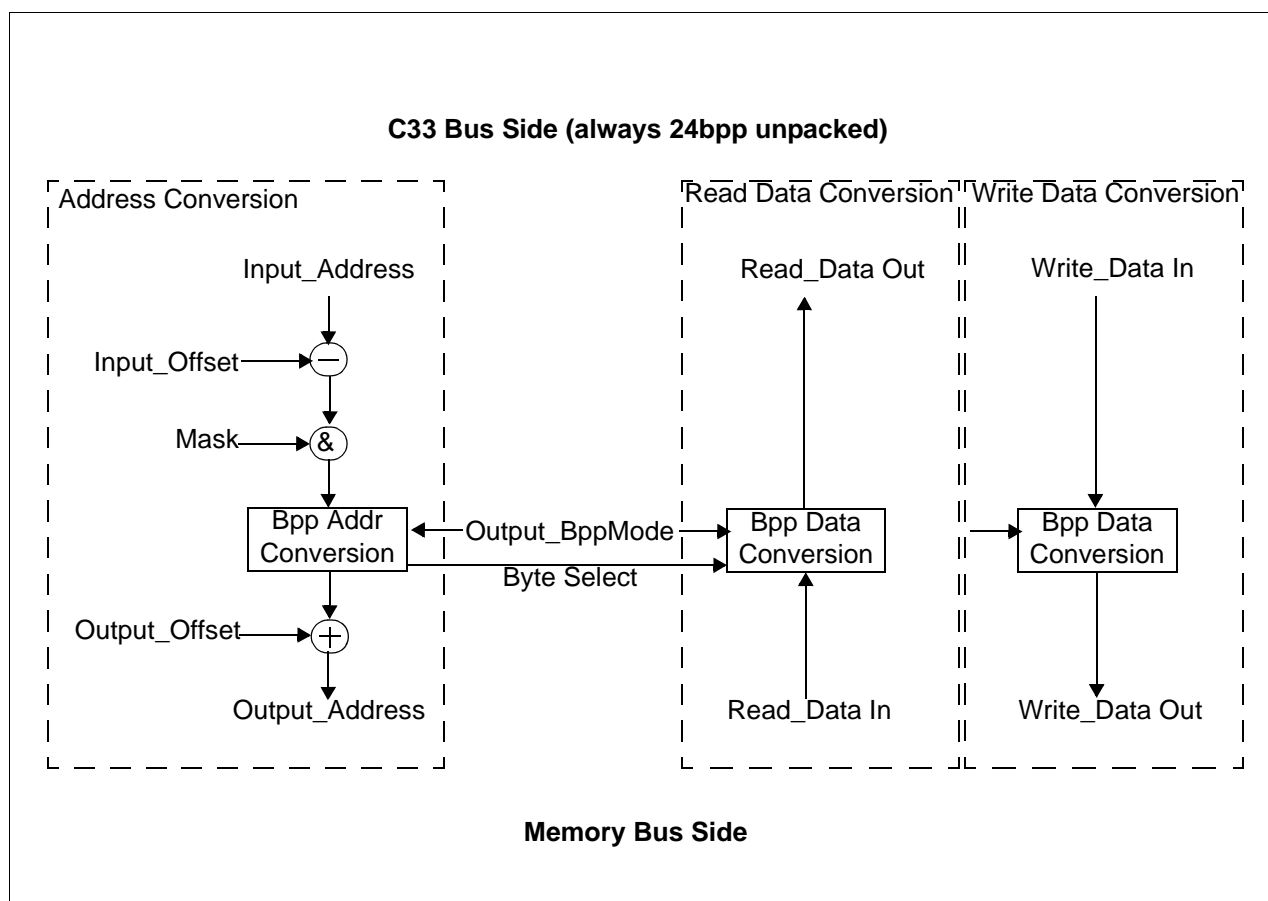 C33 Bus Side (always 24bpp unpacked)
Address Conversion
Read Data Conversion
Write Data Conversion
Input_Address
Read_Data Out
Write_Data In
Input_Offset
−
Mask
&
Bpp Addr
Conversion
Output_BppMode
Byte Select
Bpp Data
Conversion
Bpp Data
Conversion
Output_Offset
+
Output_Address
Read_Data In
Write_Data Out
Memory Bus Side